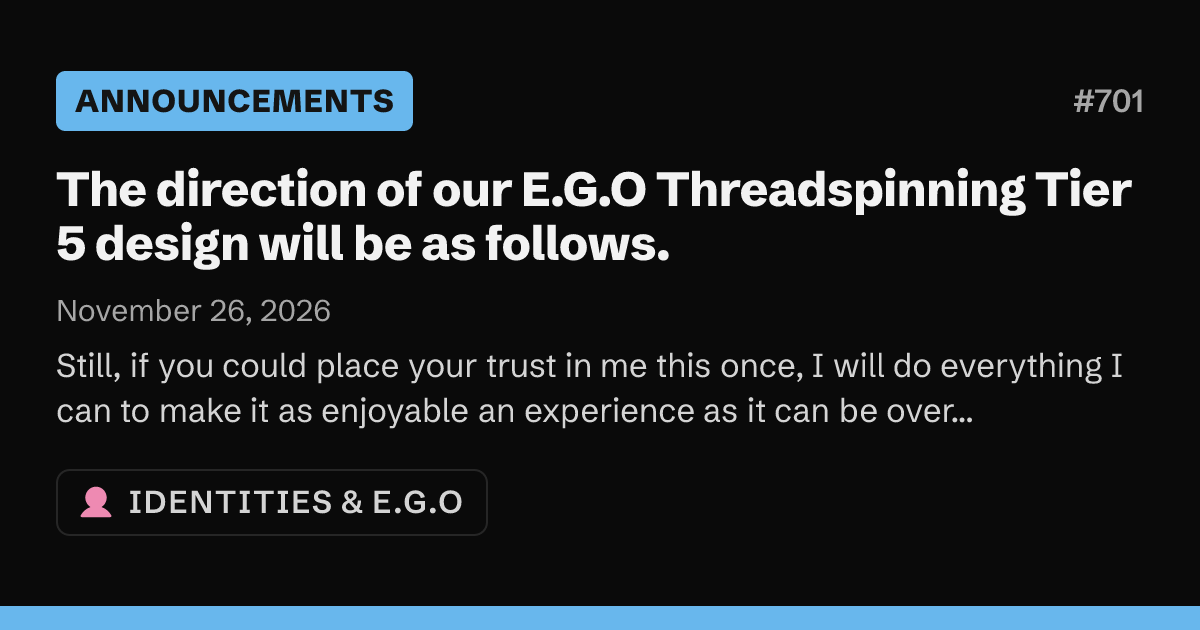 ANNOUNCEMENTS
#701
The direction of our E.G.O Threadspinning Tier
5 design will be as follows.
November 26, 2026
Still, if you could place your trust in me this once, I will do everything I
can to make it as enjoyable an experience as it can be over...
IDENTITIES & E.G.O